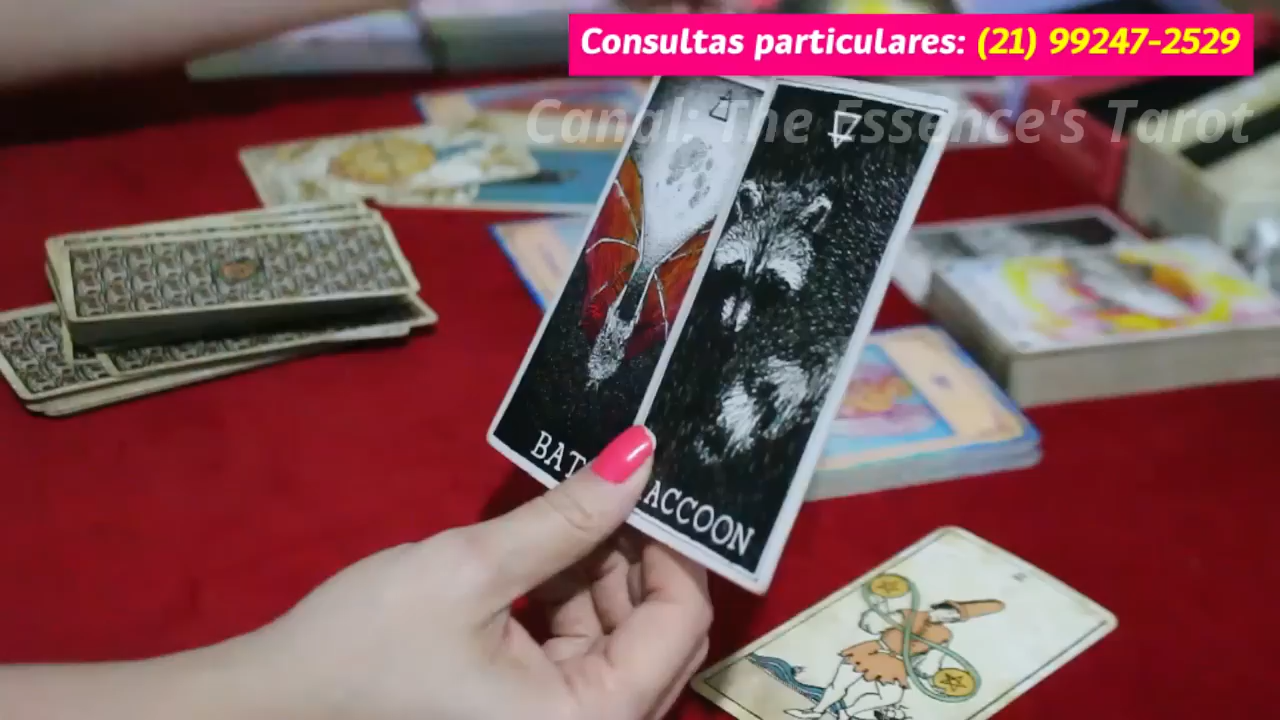 Consultas particulares: (21) 99247-2529
Canal: The Essence's Tarot
BAT
ACCOON